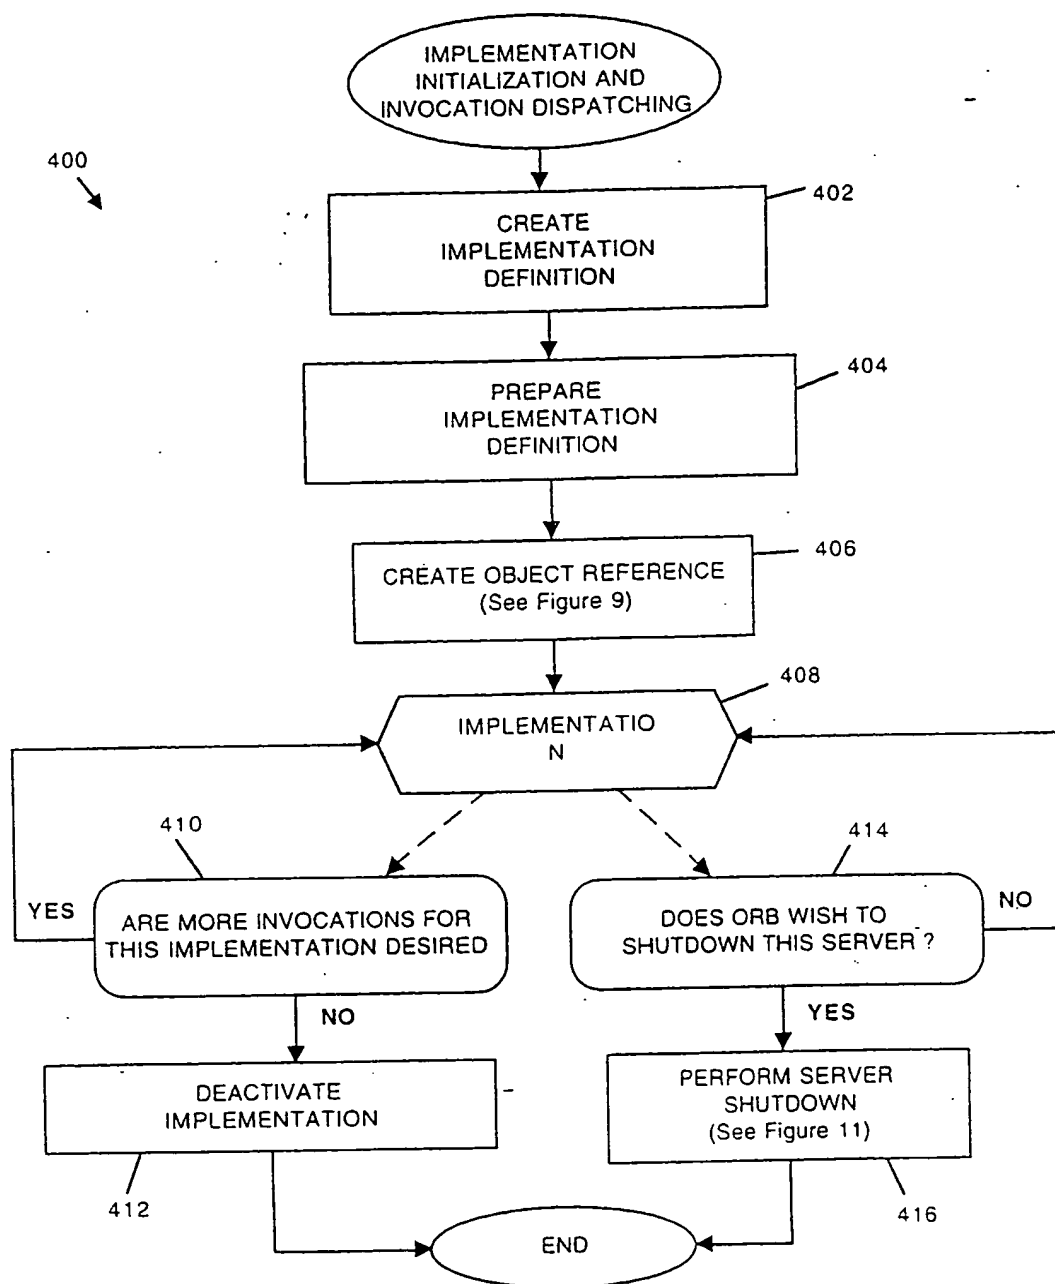 IMPLEMENTATION
INITIALIZATION AND
INVOCATION DISPATCHING
400
402
CREATE
IMPLEMENTATION
DEFINITION
404
PREPARE
IMPLEMENTATION
DEFINITION
406
CREATE OBJECT REFERENCE
(See Figure 9)
408
IMPLEMENTATIO
N
410
414
YES
ARE MORE INVOCATIONS FOR
THIS IMPLEMENTATION DESIRED
DOES ORB WISH TO
SHUTDOWN THIS SERVER ?
NO
NO
YES
DEACTIVATE
IMPLEMENTATION
PERFORM SERVER
SHUTDOWN
(See Figure 11)
412
416
END